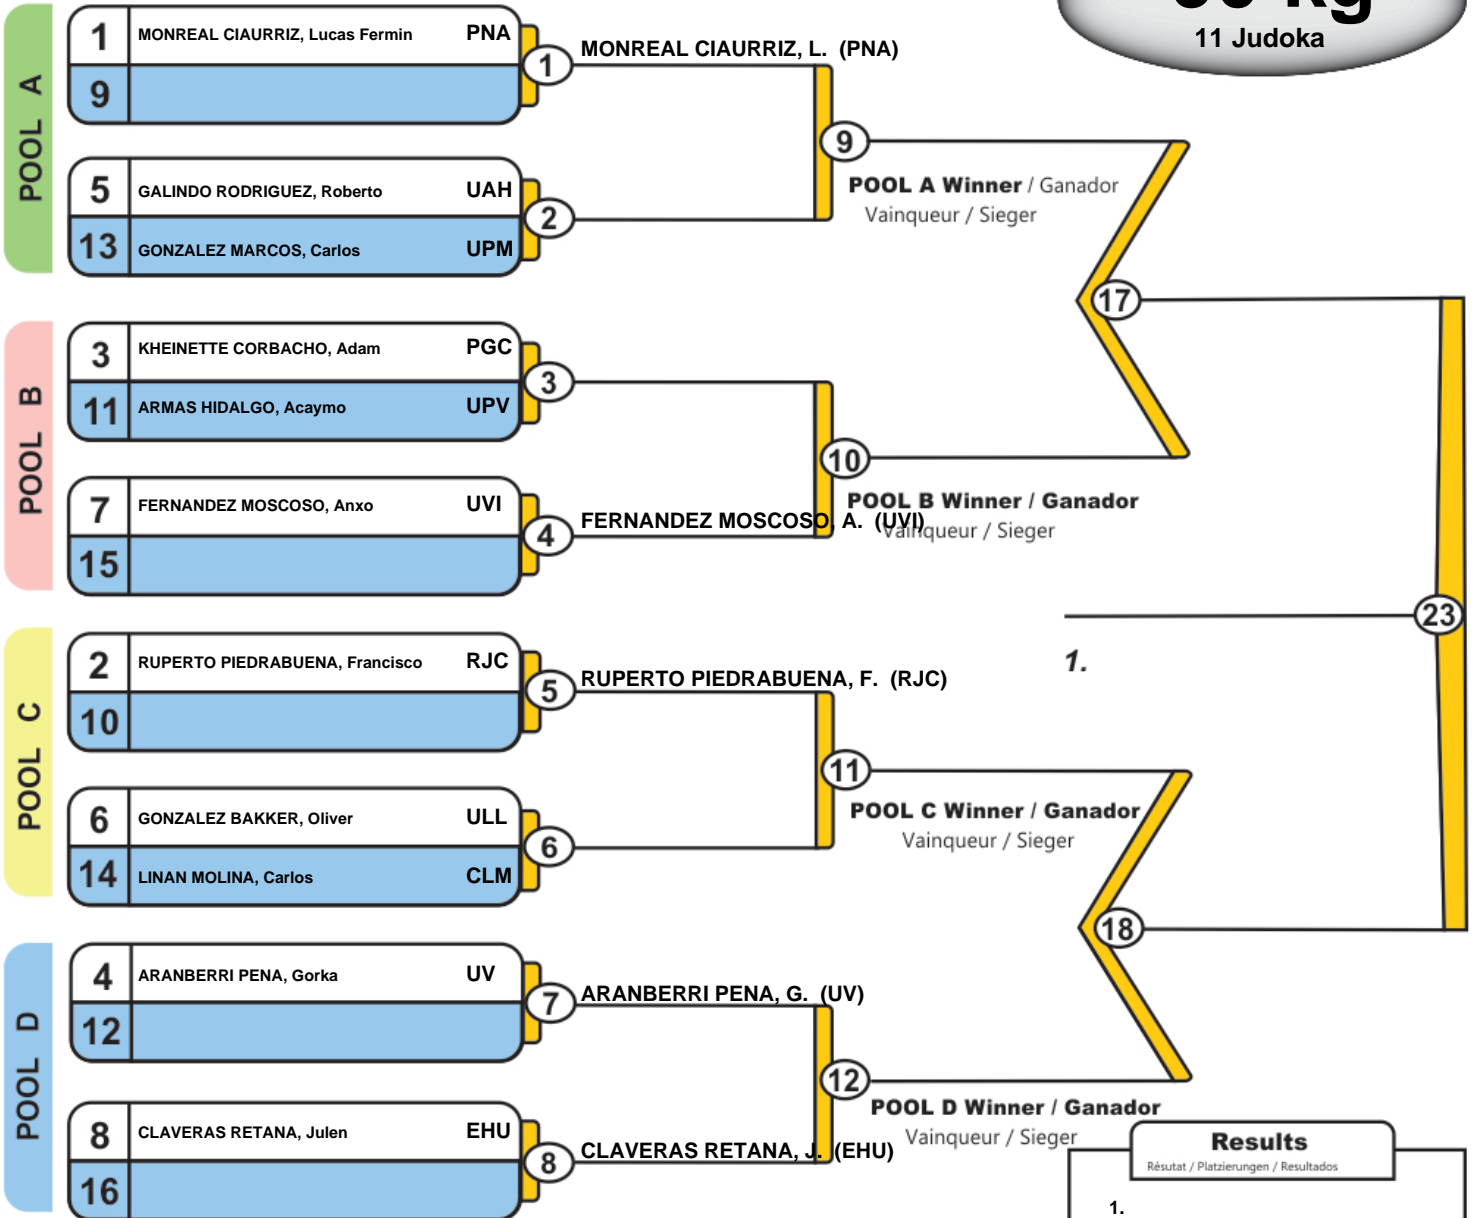 kg
11 Judoka
POOL A
1 MONREAL CIAURRIZ, Lucas Fermin PNA
9
1
MONREAL CIAURRIZ, L. (PNA)
5 GALINDO RODRIGUEZ, Roberto UAH
13 GONZALEZ MARCOS, Carlos UPM
2
9
POOL A Winner / Ganador
Vainqueur / Sieger
POOL B
3 KHEINETTE CORBACHO, Adam PGC
11 ARMAS HIDALGO, Acaymo UPV
3
7 FERNANDEZ MOSCOSO, Anxo UVI
15
4
FERNANDEZ MOSCOSO, A. (UVI)
10
POOL B Winner / Ganador
Vainqueur / Sieger
17
POOL C
2 RUPERTO PIEDRABUENA, Francisco RJC
10
5
RUPERTO PIEDRABUENA, F. (RJC)
6 GONZALEZ BAKKER, Oliver ULL
14 LINAN MOLINA, Carlos CLM
6
11
POOL C Winner / Ganador
Vainqueur / Sieger
POOL D
4 ARANBERRI PENA, Gorka UV
12
7
ARANBERRI PENA, G. (UV)
8 CLAVERAS RETANA, Julen EHU
16
8
CLAVERAS RETANA, J. (EHU)
12
POOL D Winner / Ganador
Vainqueur / Sieger
18
23
1.
Results
Résutat / Platzierungen / Resultados
1.